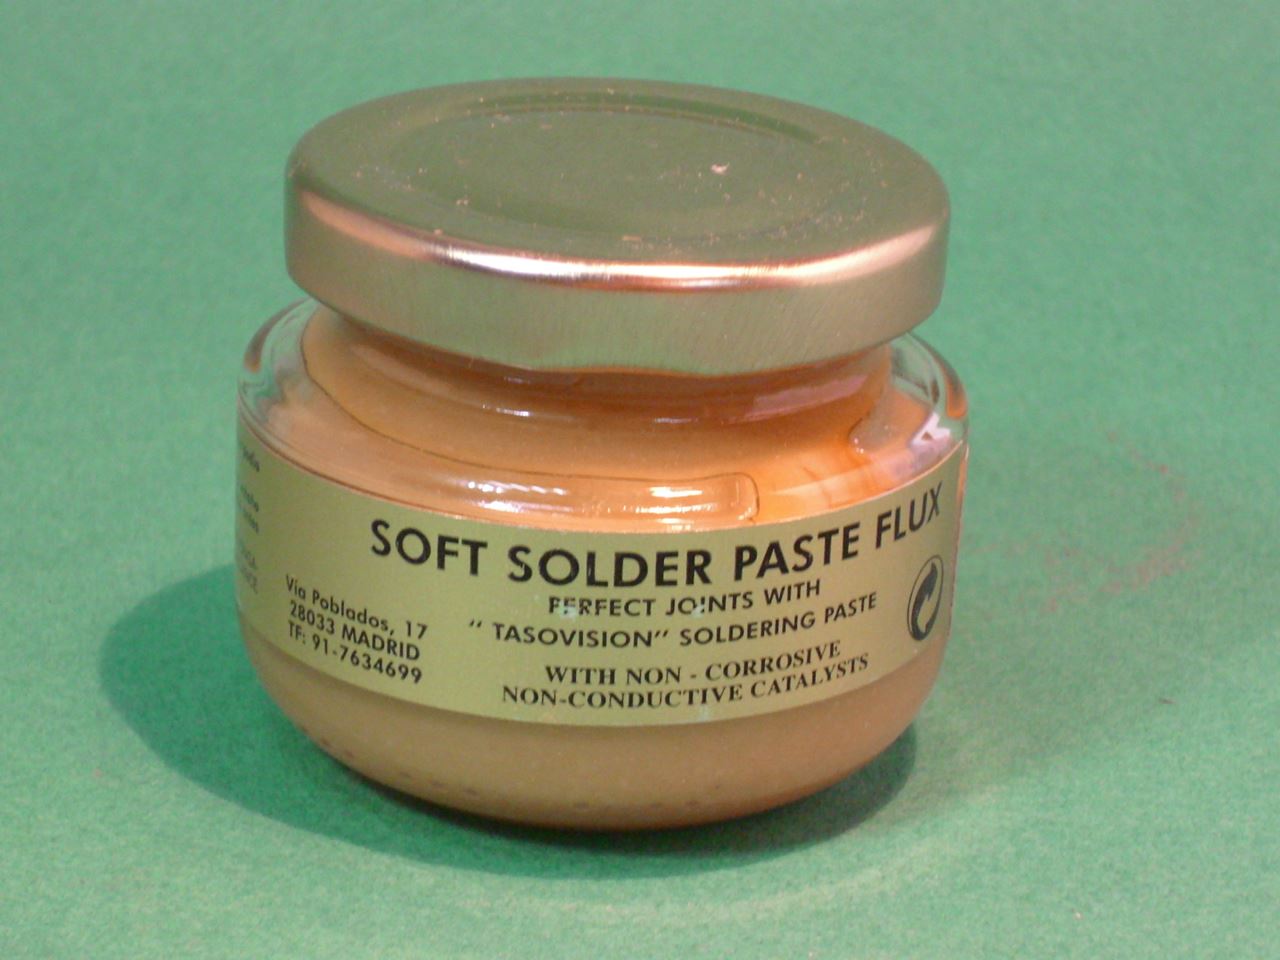 SOFT SOLDER PASTE FLUX
PERFECT JOINTS WITH
" TASOVISION" SOLDERING PASTE
WITH NON - CORROSIVE
NON-CONDUCTIVE CATALYSTS
Vía Poblados, 17
28033 MADRID
TF: 91-7634699